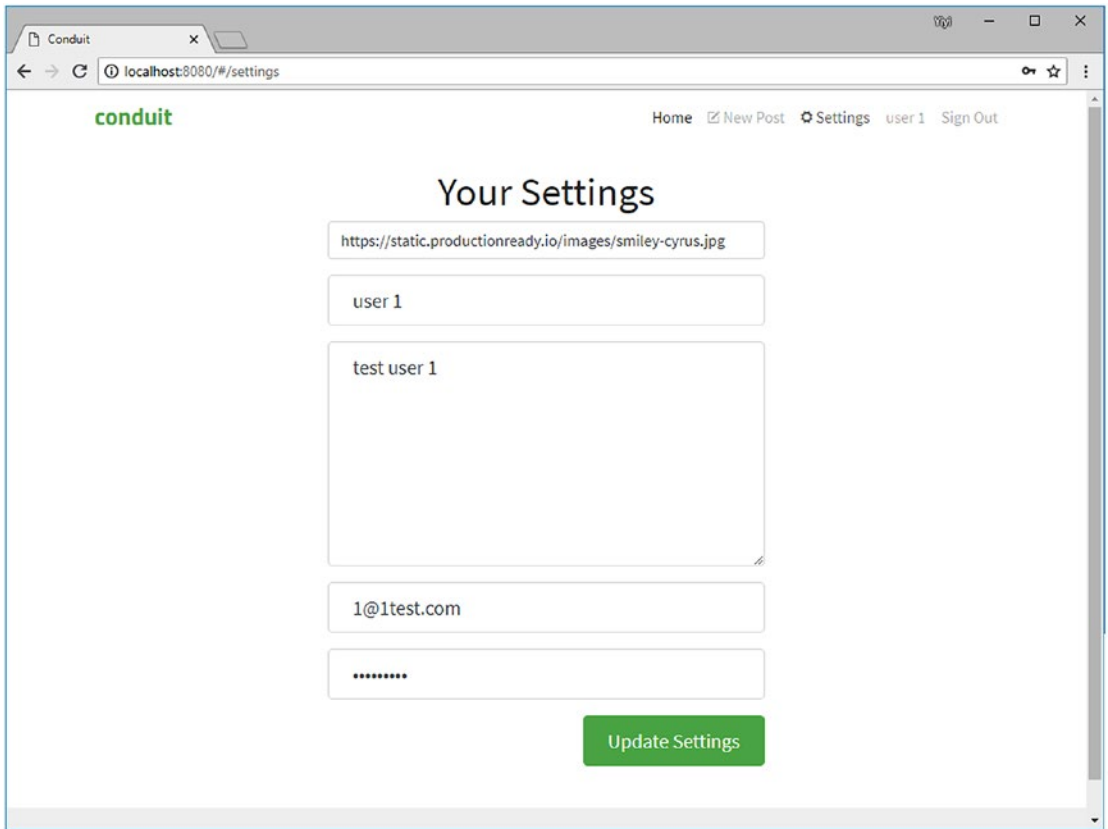 Conduit
localhost:8080/#/settings
conduit Home New Post Settings user 1 Sign Out
Your Settings
https://static.productionready.io/images/smiley-cyrus.jpg
user 1
test user 1
1@1test.com
•••••••••
Update Settings